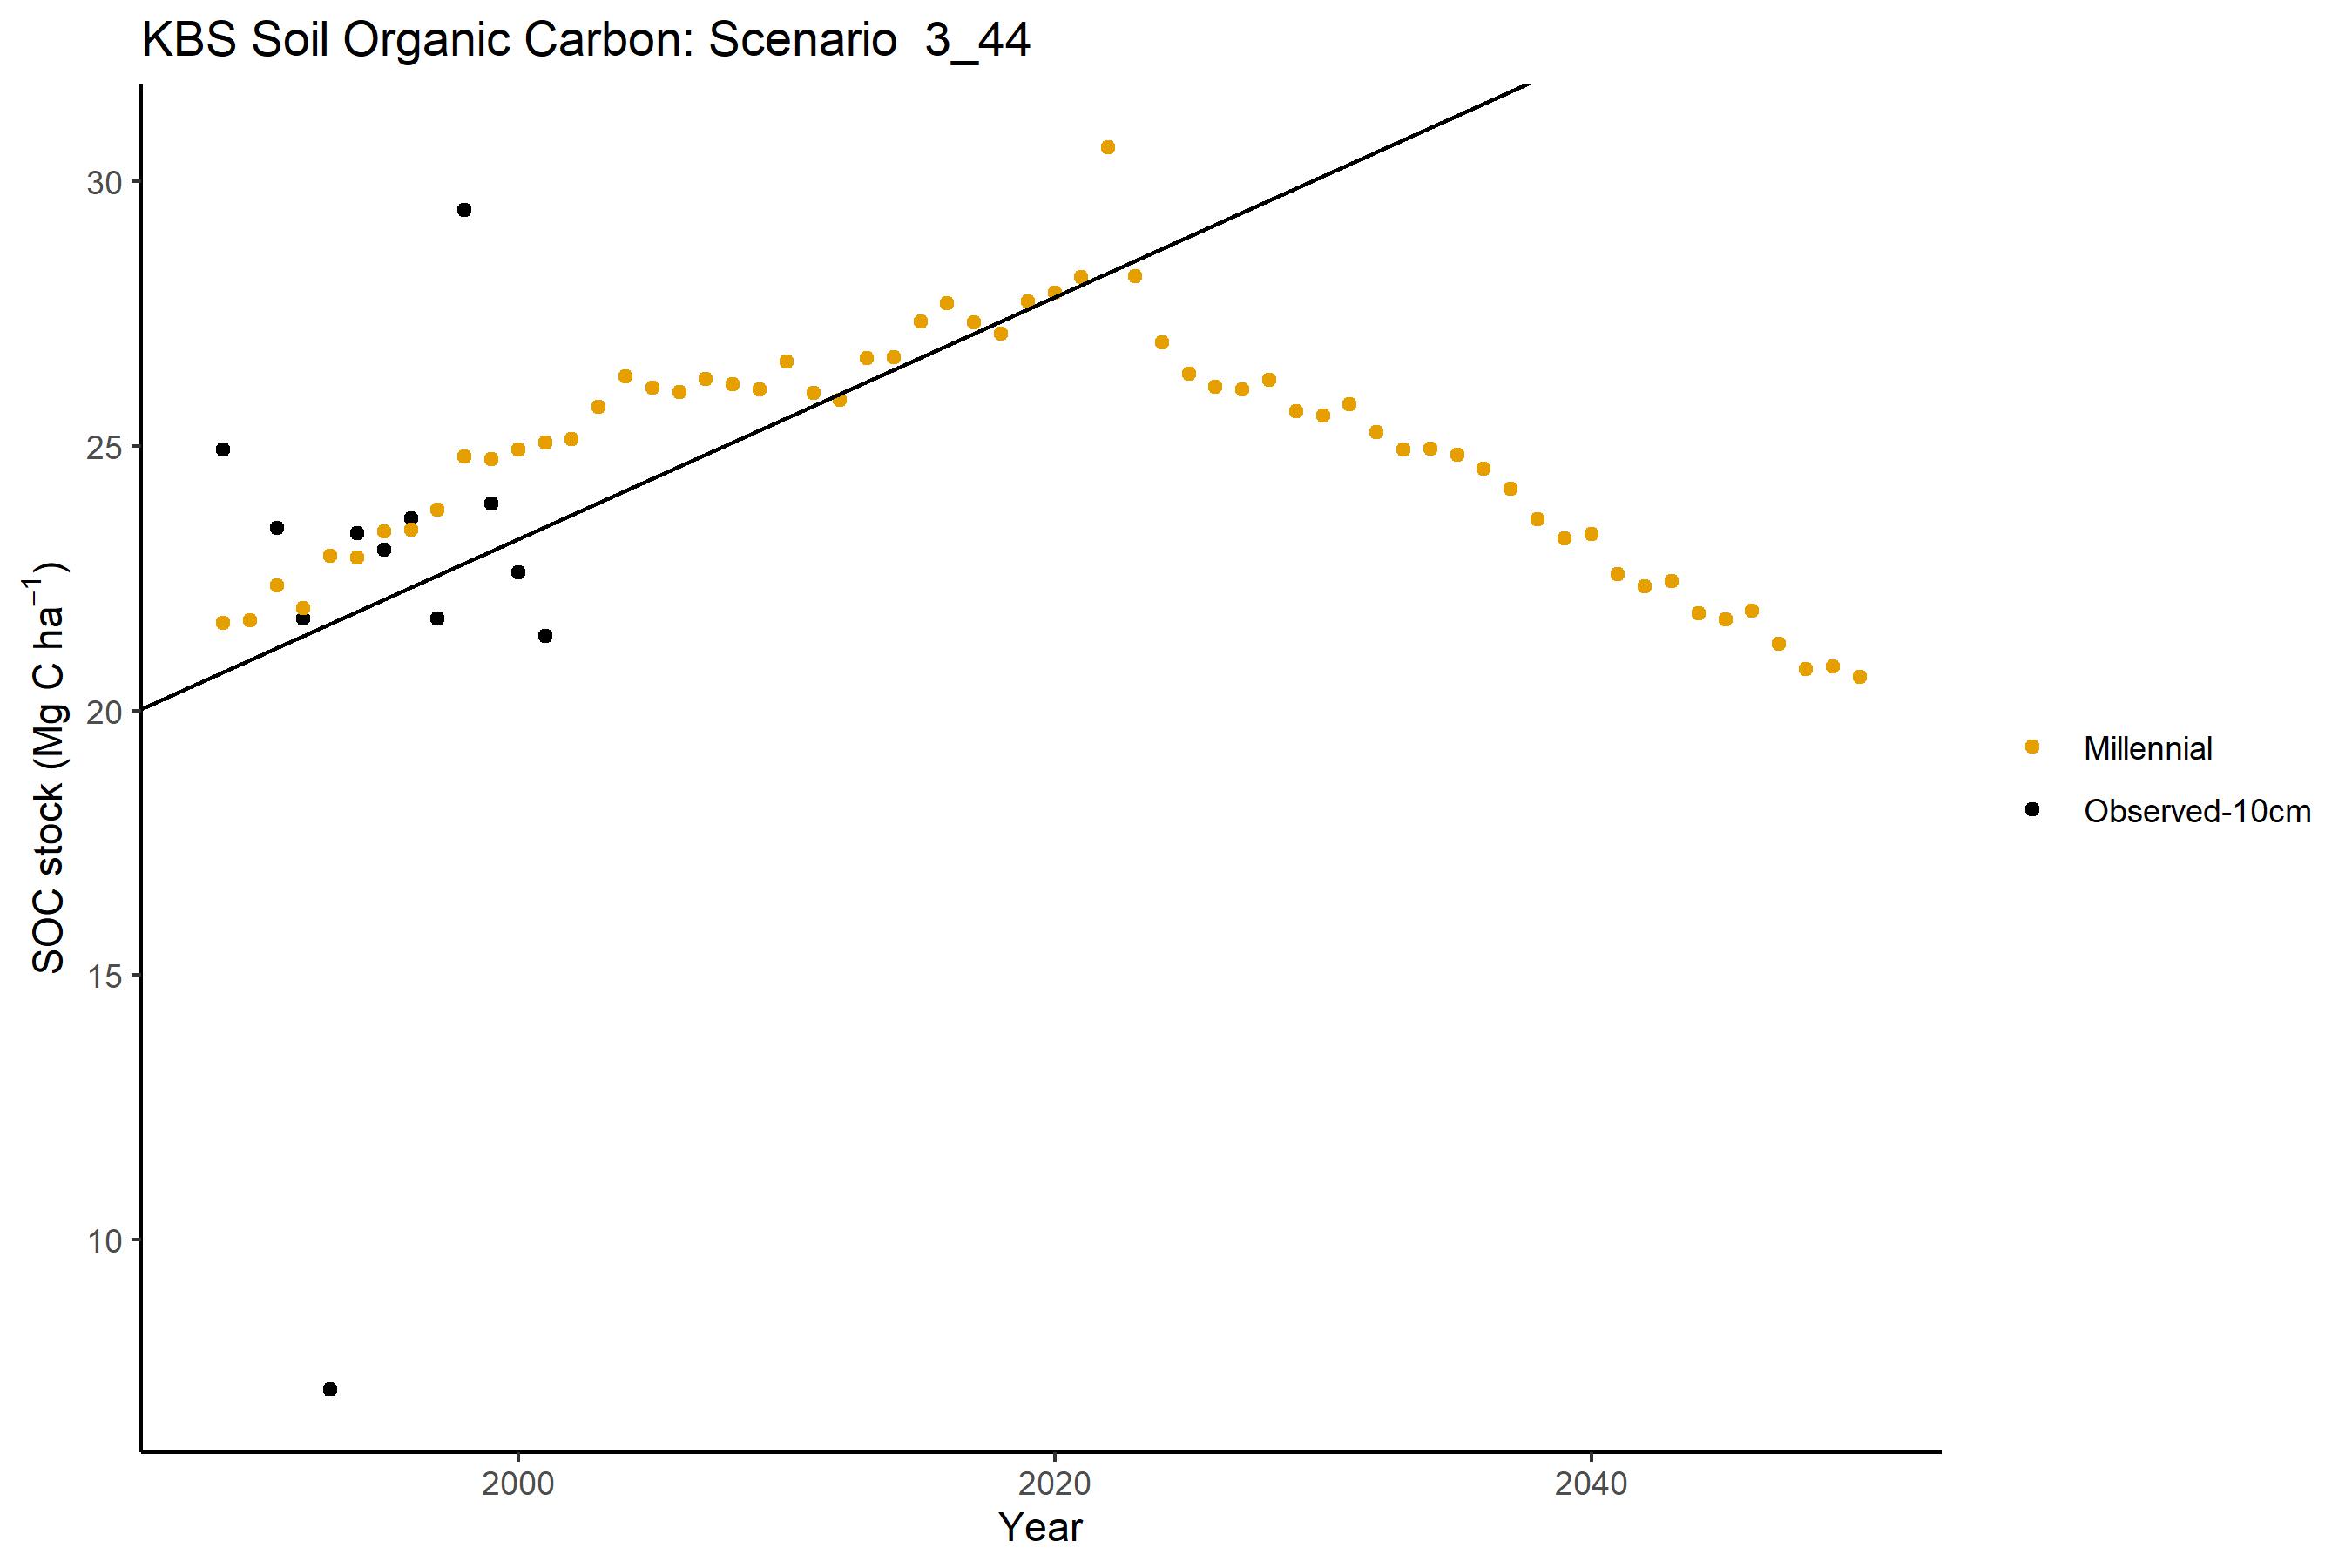 KBS Soil Organic Carbon: Scenario  3_44
SOC stock (Mg C ha⁻¹)
30
25
20
15
10
2000
2020
2040
Year
Millennial
Observed-10cm